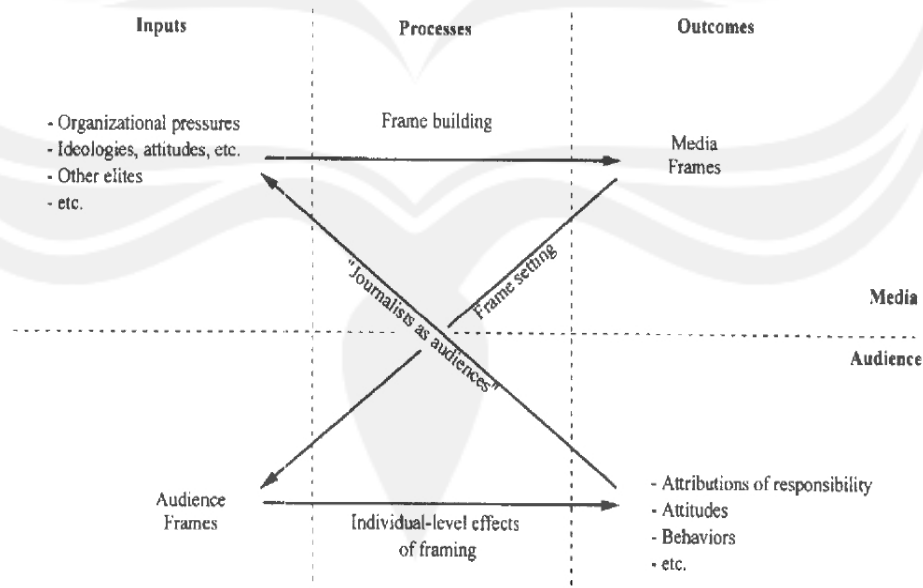 Inputs
Processes
Outcomes
- Organizational pressures
- Ideologies, attitudes, etc.
- Other elites
- etc.
Frame building
Media
Frames
"Journalists as audiences"
Frame setting
Media
Audience
Audience
Frames
Individual-level effects
of framing
- Attributions of responsibility
- Attitudes
- Behaviors
- etc.